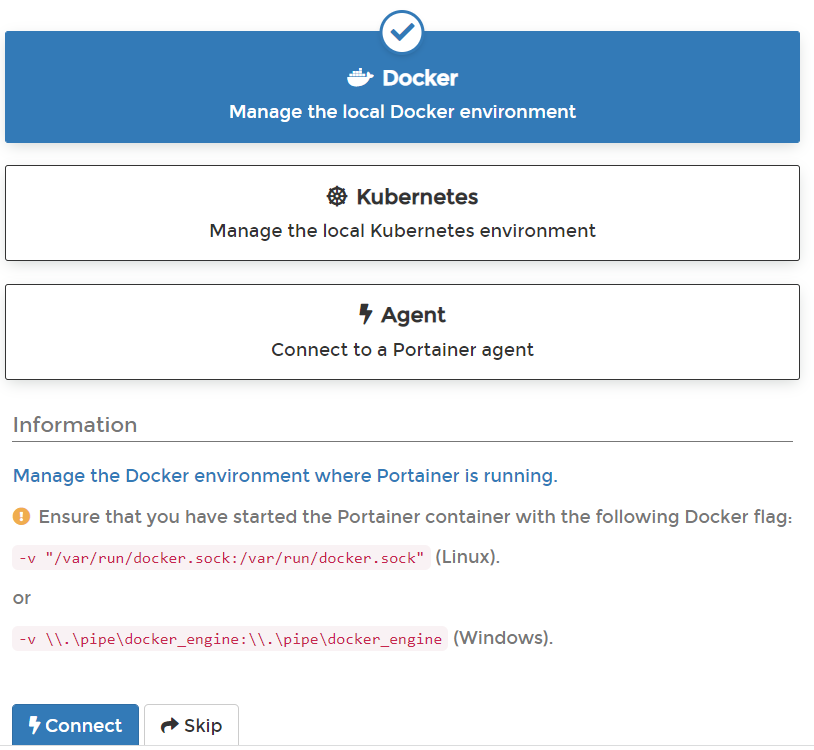 Docker
Manage the local Docker environment
Kubernetes
Manage the local Kubernetes environment
Agent
Connect to a Portainer agent
Information
Manage the Docker environment where Portainer is running.
Ensure that you have started the Portainer container with the following Docker flag:
-v "/var/run/docker.sock:/var/run/docker.sock" (Linux).
or
-v \\.\pipe\docker_engine:\\.\pipe\docker_engine (Windows).
Connect Skip